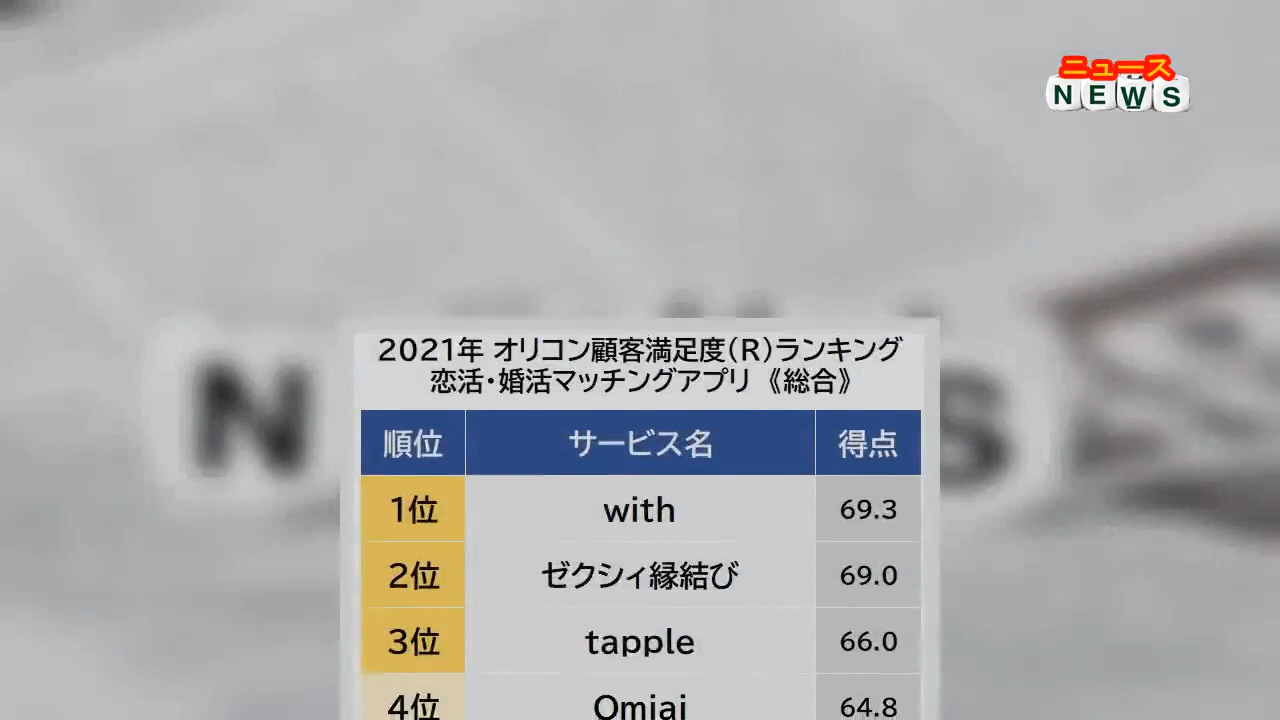 ニュース
NEWS
2021年 オリコン顧客満足度(R)ランキング
恋活・婚活マッチングアプリ 《総合》
順位 サービス名 得点
1位 with 69.3
2位 ゼクシィ縁結び 69.0
3位 tapple 66.0
4位 Omiai 64.8